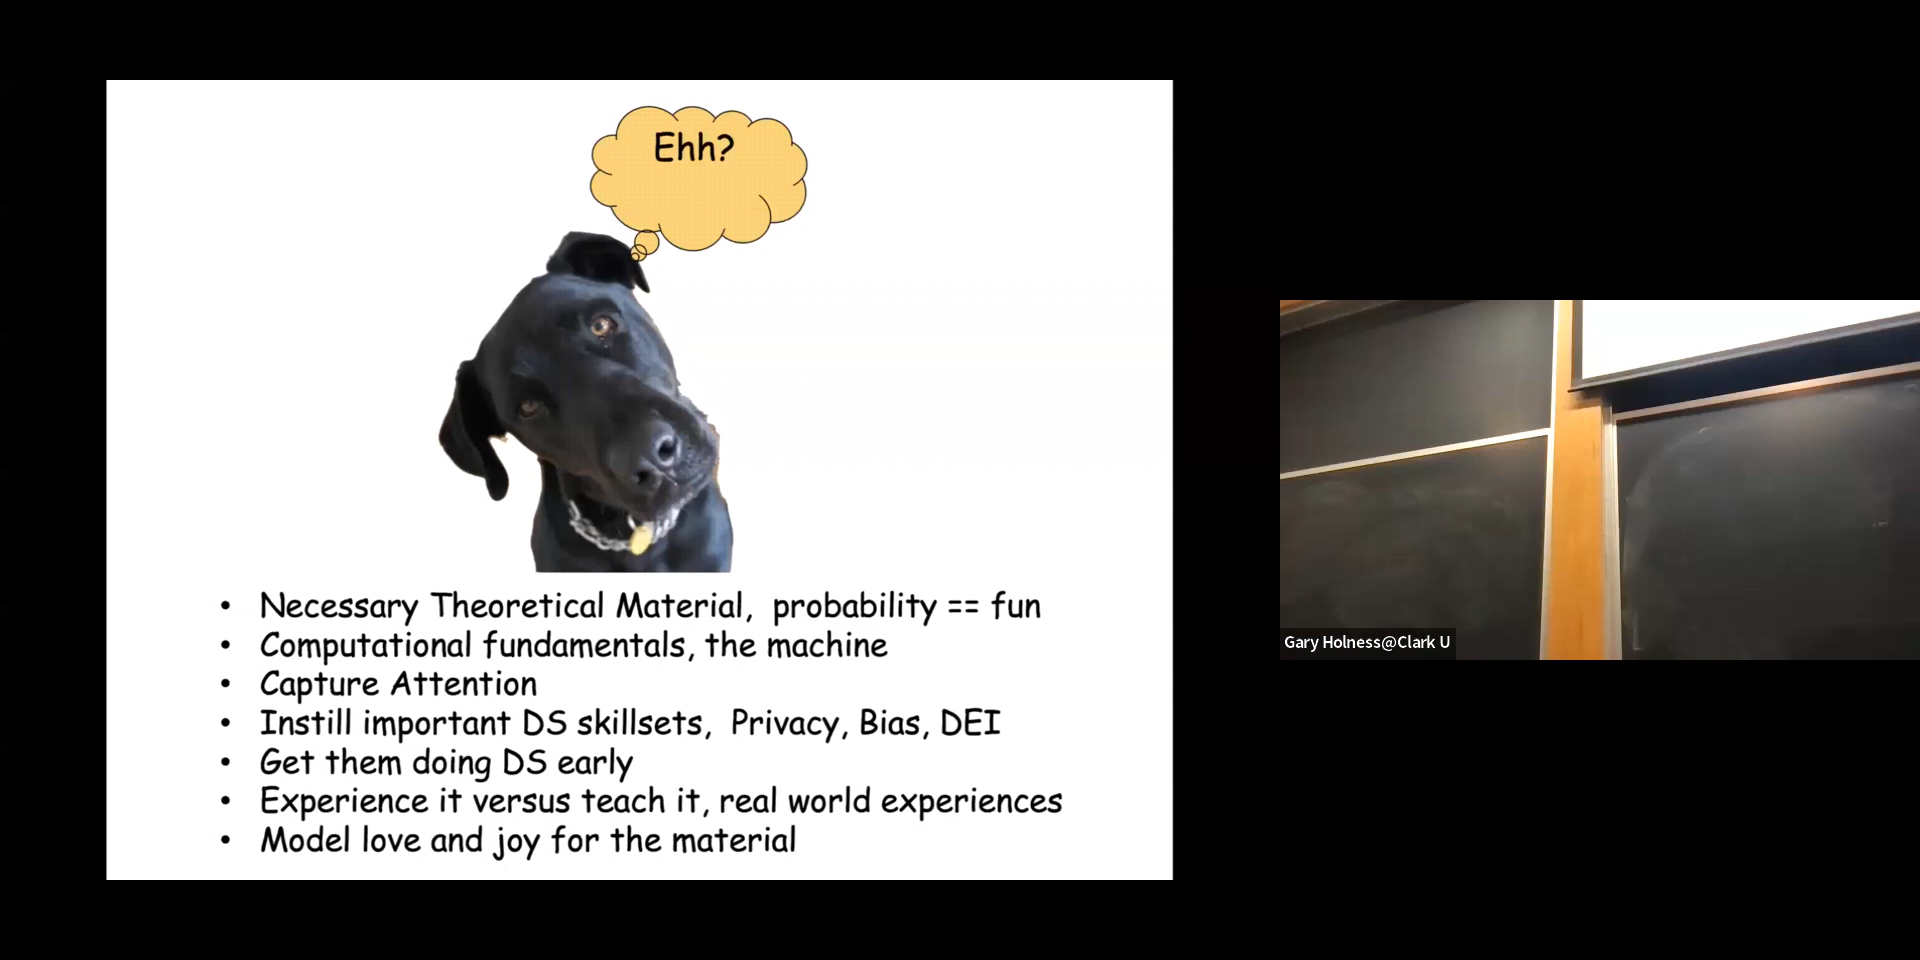 Ehh?
• Necessary Theoretical Material,  probability == fun
• Computational fundamentals, the machine
• Capture Attention
• Instill important DS skillsets,  Privacy, Bias, DEI
• Get them doing DS early
• Experience it versus teach it, real world experiences
• Model love and joy for the material
Gary Holness@Clark U